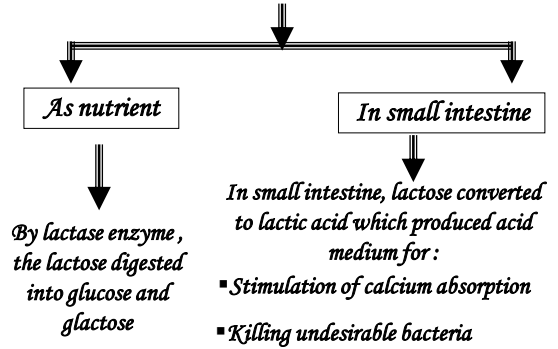 As nutrient
By lactase enzyme ,
the lactose digested
into glucose and
glactose
In small intestine
In small intestine, lactose converted
to lactic acid which produced acid
medium for :
▪Stimulation of calcium absorption
▪Killing undesirable bacteria